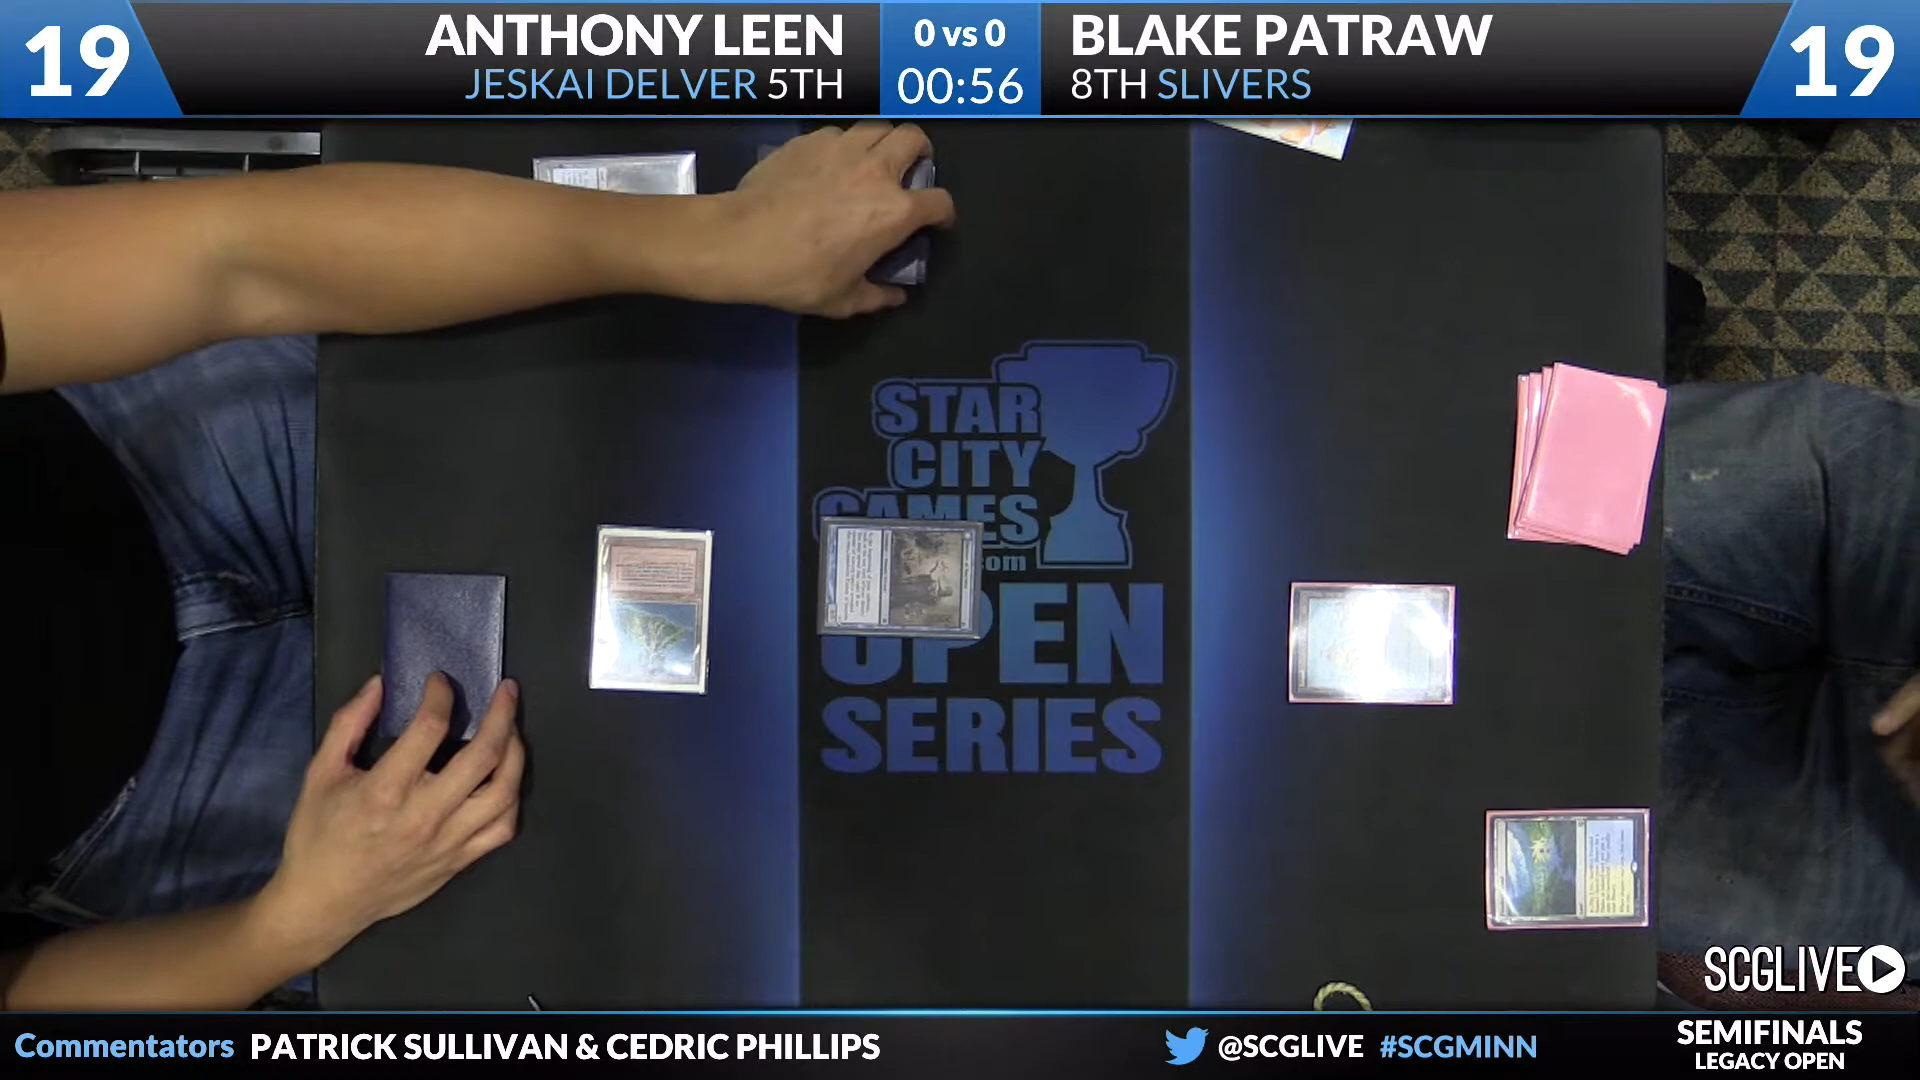 19
ANTHONY LEEN
JESKAI DELVER 5TH
0 vs 0
00:56
BLAKE PATRAW
8TH SLIVERS
19
STAR
CITY
GAMES
.com
OPEN
SERIES
SCGLIVE
Commentators PATRICK SULLIVAN & CEDRIC PHILLIPS
@SCGLIVE #SCGMINN
SEMIFINALS
LEGACY OPEN